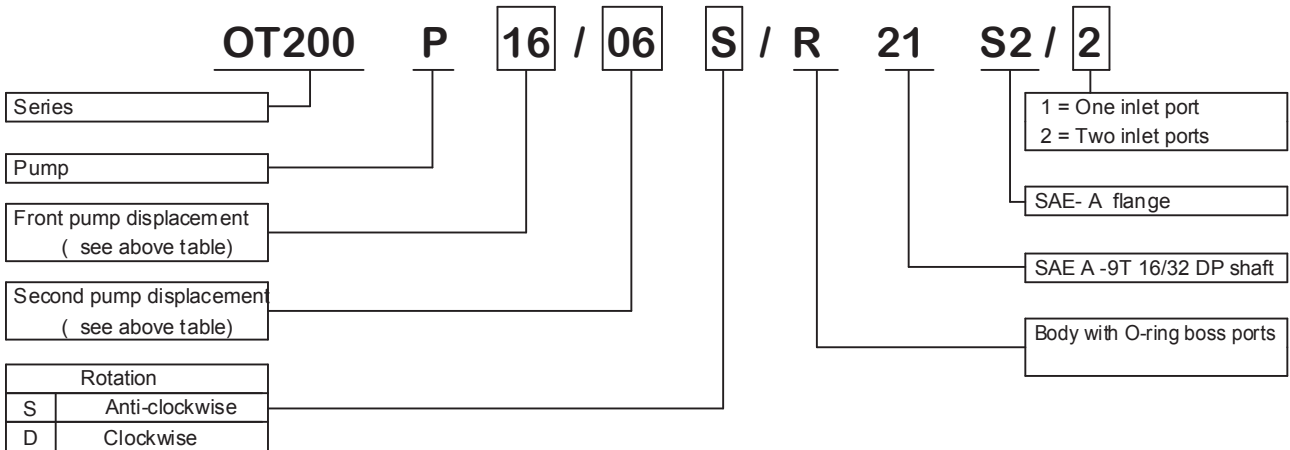 OT200 P 16 / 06 S / R 21 S2 / 2
Series
Pump
Front pump displacement
( see above table)
Second pump displacement
( see above table)
Rotation
S Anti-clockwise
D Clockwise
1 = One inlet port
2 = Two inlet ports
SAE- A flange
SAE A -9T 16/32 DP shaft
Body with O-ring boss ports